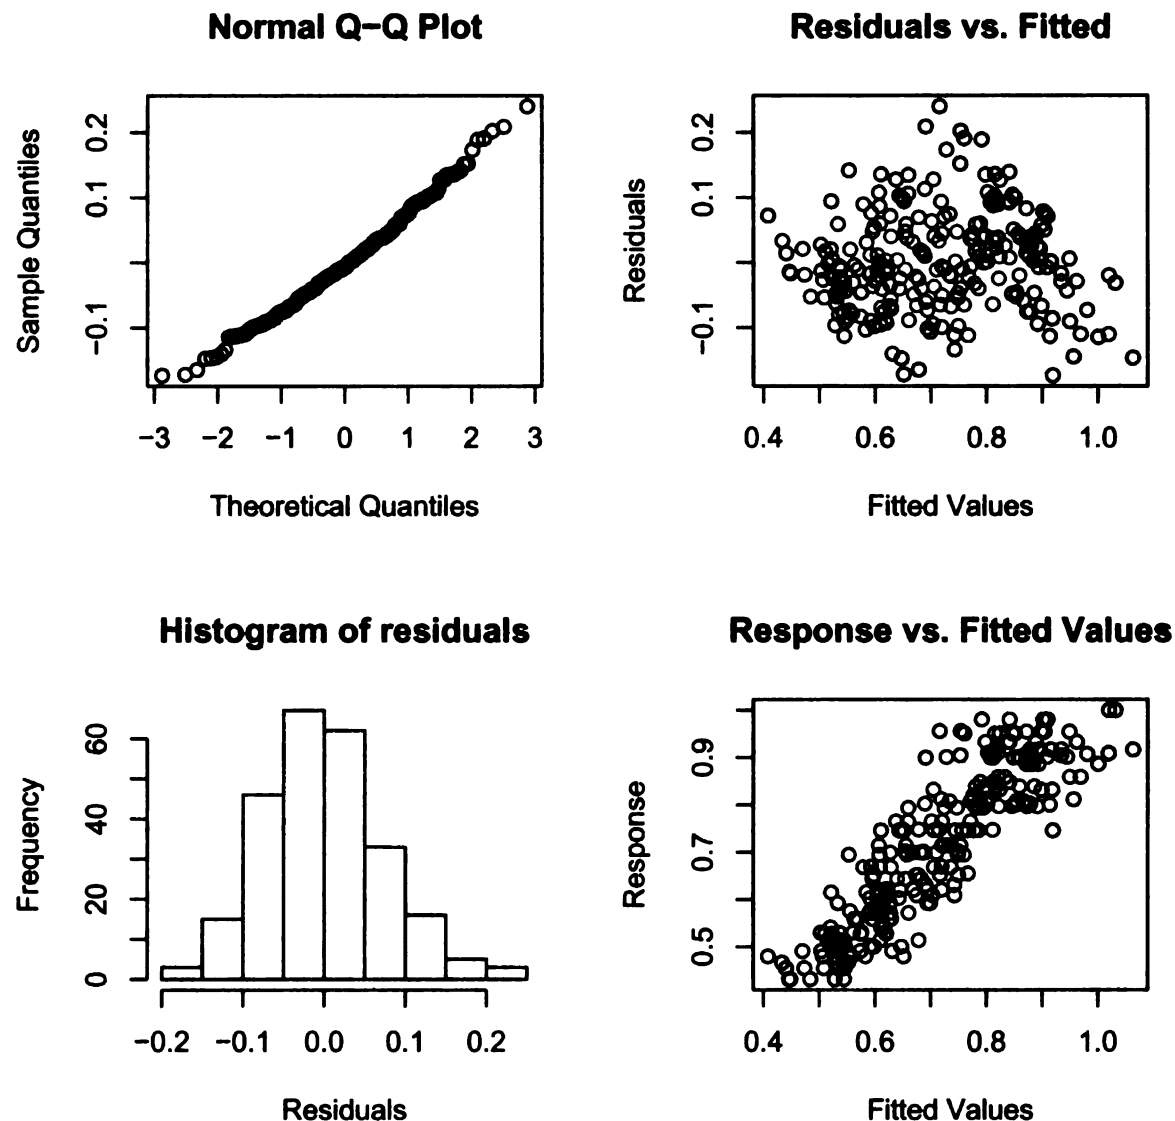 Normal Q−Q Plot
Sample Quantiles
0.2
0.1
−0.1
−3 −2 −1 0 1 2 3
Theoretical Quantiles
Residuals vs. Fitted
Residuals
0.2
0.1
−0.1
0.4 0.6 0.8 1.0
Fitted Values
Histogram of residuals
Frequency
60
40
20
0
−0.2 −0.1 0.0 0.1 0.2
Residuals
Response vs. Fitted Values
Response
0.9
0.7
0.5
0.4 0.6 0.8 1.0
Fitted Values